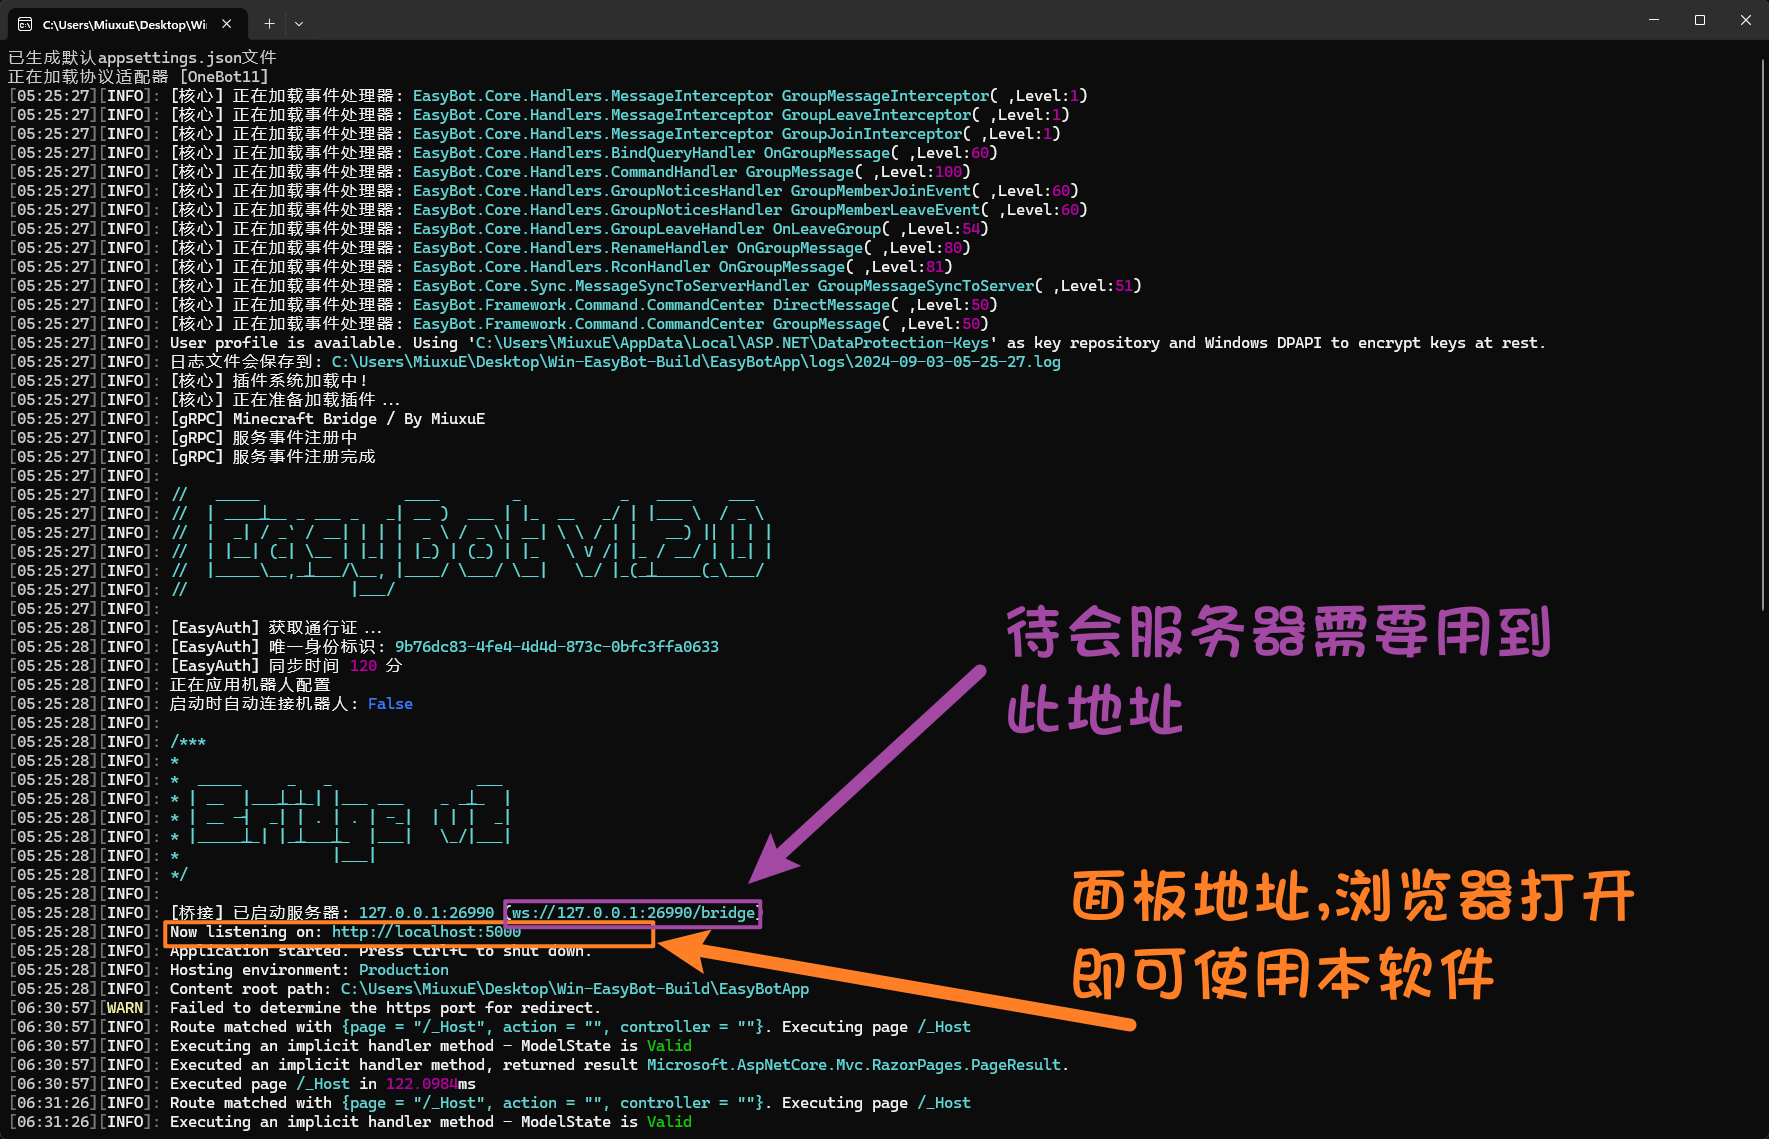 C:\Users\MiuxuE\Desktop\Wi
已生成默认appsettings.json文件
正在加载协议适配器 [OneBot11]
[05:25:27][INFO]: [核心] 正在加载事件处理器: EasyBot.Core.Handlers.MessageInterceptor GroupMessageInterceptor( ,Level:1)
[05:25:27][INFO]: [核心] 正在加载事件处理器: EasyBot.Core.Handlers.MessageInterceptor GroupLeaveInterceptor( ,Level:1)
[05:25:27][INFO]: [核心] 正在加载事件处理器: EasyBot.Core.Handlers.MessageInterceptor GroupJoinInterceptor( ,Level:1)
[05:25:27][INFO]: [核心] 正在加载事件处理器: EasyBot.Core.Handlers.BindQueryHandler OnGroupMessage( ,Level:60)
[05:25:27][INFO]: [核心] 正在加载事件处理器: EasyBot.Core.Handlers.CommandHandler GroupMessage( ,Level:100)
[05:25:27][INFO]: [核心] 正在加载事件处理器: EasyBot.Core.Handlers.GroupNoticesHandler GroupMemberJoinEvent( ,Level:60)
[05:25:27][INFO]: [核心] 正在加载事件处理器: EasyBot.Core.Handlers.GroupNoticesHandler GroupMemberLeaveEvent( ,Level:60)
[05:25:27][INFO]: [核心] 正在加载事件处理器: EasyBot.Core.Handlers.GroupLeaveHandler OnLeaveGroup( ,Level:54)
[05:25:27][INFO]: [核心] 正在加载事件处理器: EasyBot.Core.Handlers.RenameHandler OnGroupMessage( ,Level:80)
[05:25:27][INFO]: [核心] 正在加载事件处理器: EasyBot.Core.Handlers.RconHandler OnGroupMessage( ,Level:81)
[05:25:27][INFO]: [核心] 正在加载事件处理器: EasyBot.Core.Sync.MessageSyncToServerHandler GroupMessageSyncToServer( ,Level:51)
[05:25:27][INFO]: [核心] 正在加载事件处理器: EasyBot.Framework.Command.CommandCenter DirectMessage( ,Level:50)
[05:25:27][INFO]: [核心] 正在加载事件处理器: EasyBot.Framework.Command.CommandCenter GroupMessage( ,Level:50)
[05:25:27][INFO]: User profile is available. Using 'C:\Users\MiuxuE\AppData\Local\ASP.NET\DataProtection-Keys' as key repository and Windows DPAPI to encrypt keys at rest.
[05:25:27][INFO]: 日志文件会保存到: C:\Users\MiuxuE\Desktop\Win-EasyBot-Build\EasyBotApp\logs\2024-09-03-05-25-27.log
[05:25:27][INFO]: [核心] 插件系统加载中!
[05:25:27][INFO]: [核心] 正在准备加载插件...
[05:25:27][INFO]: [gRPC] Minecraft Bridge / By MiuxuE
[05:25:27][INFO]: [gRPC] 服务事件注册中
[05:25:27][INFO]: [gRPC] 服务事件注册完成
[05:25:27][INFO]:
[05:25:27][INFO]: //
[05:25:27][INFO]: //
[05:25:27][INFO]: // EasyBot v1.2.0
[05:25:27][INFO]: //
[05:25:27][INFO]: //
[05:25:27][INFO]: //
[05:25:27][INFO]:
[05:25:28][INFO]: [EasyAuth] 获取通行证...
[05:25:28][INFO]: [EasyAuth] 唯一身份标识: 9b76dc83-4fe4-4d4d-873c-0bfc3ffa0633
[05:25:28][INFO]: [EasyAuth] 同步时间 120 分
[05:25:28][INFO]: 正在应用机器人配置
[05:25:28][INFO]: 启动时自动连接机器人: False
[05:25:28][INFO]:
[05:25:28][INFO]: /***
[05:25:28][INFO]: *
[05:25:28][INFO]: *
[05:25:28][INFO]: *
[05:25:28][INFO]: * Bridge v2
[05:25:28][INFO]: *
[05:25:28][INFO]: *
[05:25:28][INFO]: */
[05:25:28][INFO]:
[05:25:28][INFO]: [桥接] 已启动服务器: 127.0.0.1:26990 [ws://127.0.0.1:26990/bridge]
[05:25:28][INFO]: Now listening on: http://localhost:5000
[05:25:28][INFO]: Application started. Press Ctrl+C to shut down.
[05:25:28][INFO]: Hosting environment: Production
[05:25:28][INFO]: Content root path: C:\Users\MiuxuE\Desktop\Win-EasyBot-Build\EasyBotApp
[06:30:57][WARN]: Failed to determine the https port for redirect.
[06:30:57][INFO]: Route matched with {page = "/_Host", action = "", controller = ""}. Executing page /_Host
[06:30:57][INFO]: Executing an implicit handler method - ModelState is Valid
[06:30:57][INFO]: Executed an implicit handler method, returned result Microsoft.AspNetCore.Mvc.RazorPages.PageResult.
[06:30:57][INFO]: Executed page /_Host in 122.0984ms
[06:31:26][INFO]: Route matched with {page = "/_Host", action = "", controller = ""}. Executing page /_Host
[06:31:26][INFO]: Executing an implicit handler method - ModelState is Valid
待会服务器需要用到
此地址
面板地址,浏览器打开
即可使用本软件